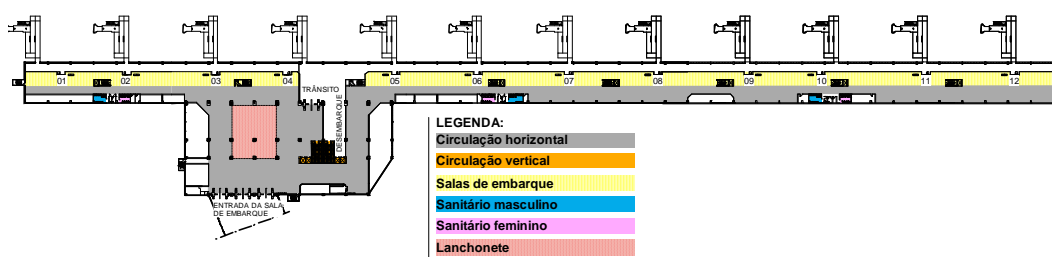 01
02
03
04
05
06
07
08
09
10
11
12
TRÂNSITO
DESEMBARQUE
ENTRADA DA SALA
DE EMBARQUE
LEGENDA:
Circulação horizontal
Circulação vertical
Salas de embarque
Sanitário masculino
Sanitário feminino
Lanchonete